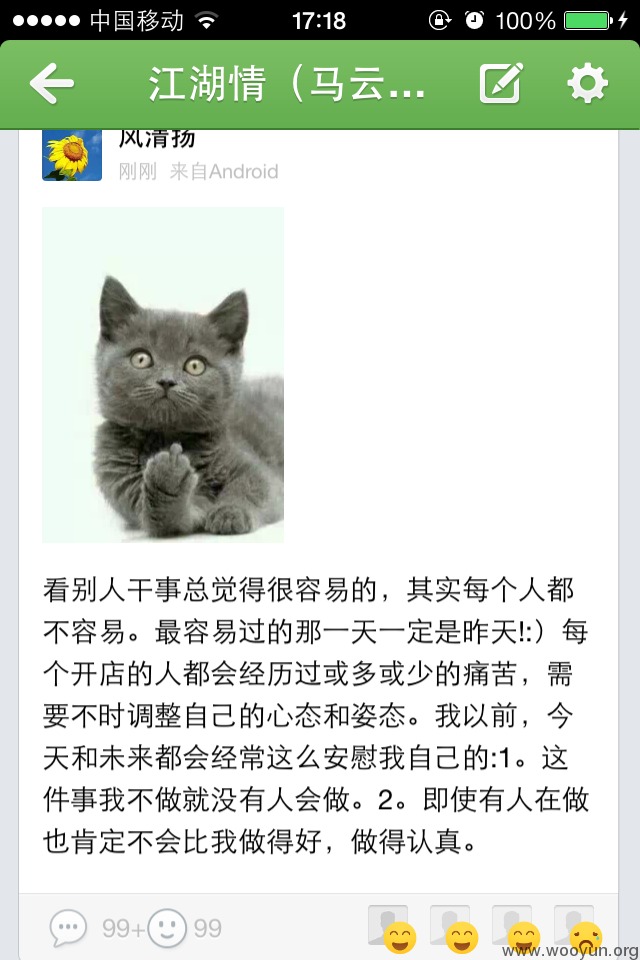 中国移动 17:18 100%
江湖情（马云...
风清扬
刚刚 来自Android
看别人干事总觉得很容易的，其实每个人都
不容易。最容易过的那一天一定是昨天!:）每
个开店的人都会经历过或多或少的痛苦，需
要不时调整自己的心态和姿态。我以前，今
天和未来都会经常这么安慰我自己的:1。这
件事我不做就没有人会做。2。即使有人在做
也肯定不会比我做得好，做得认真。
99+ 99
www.wooyun.org